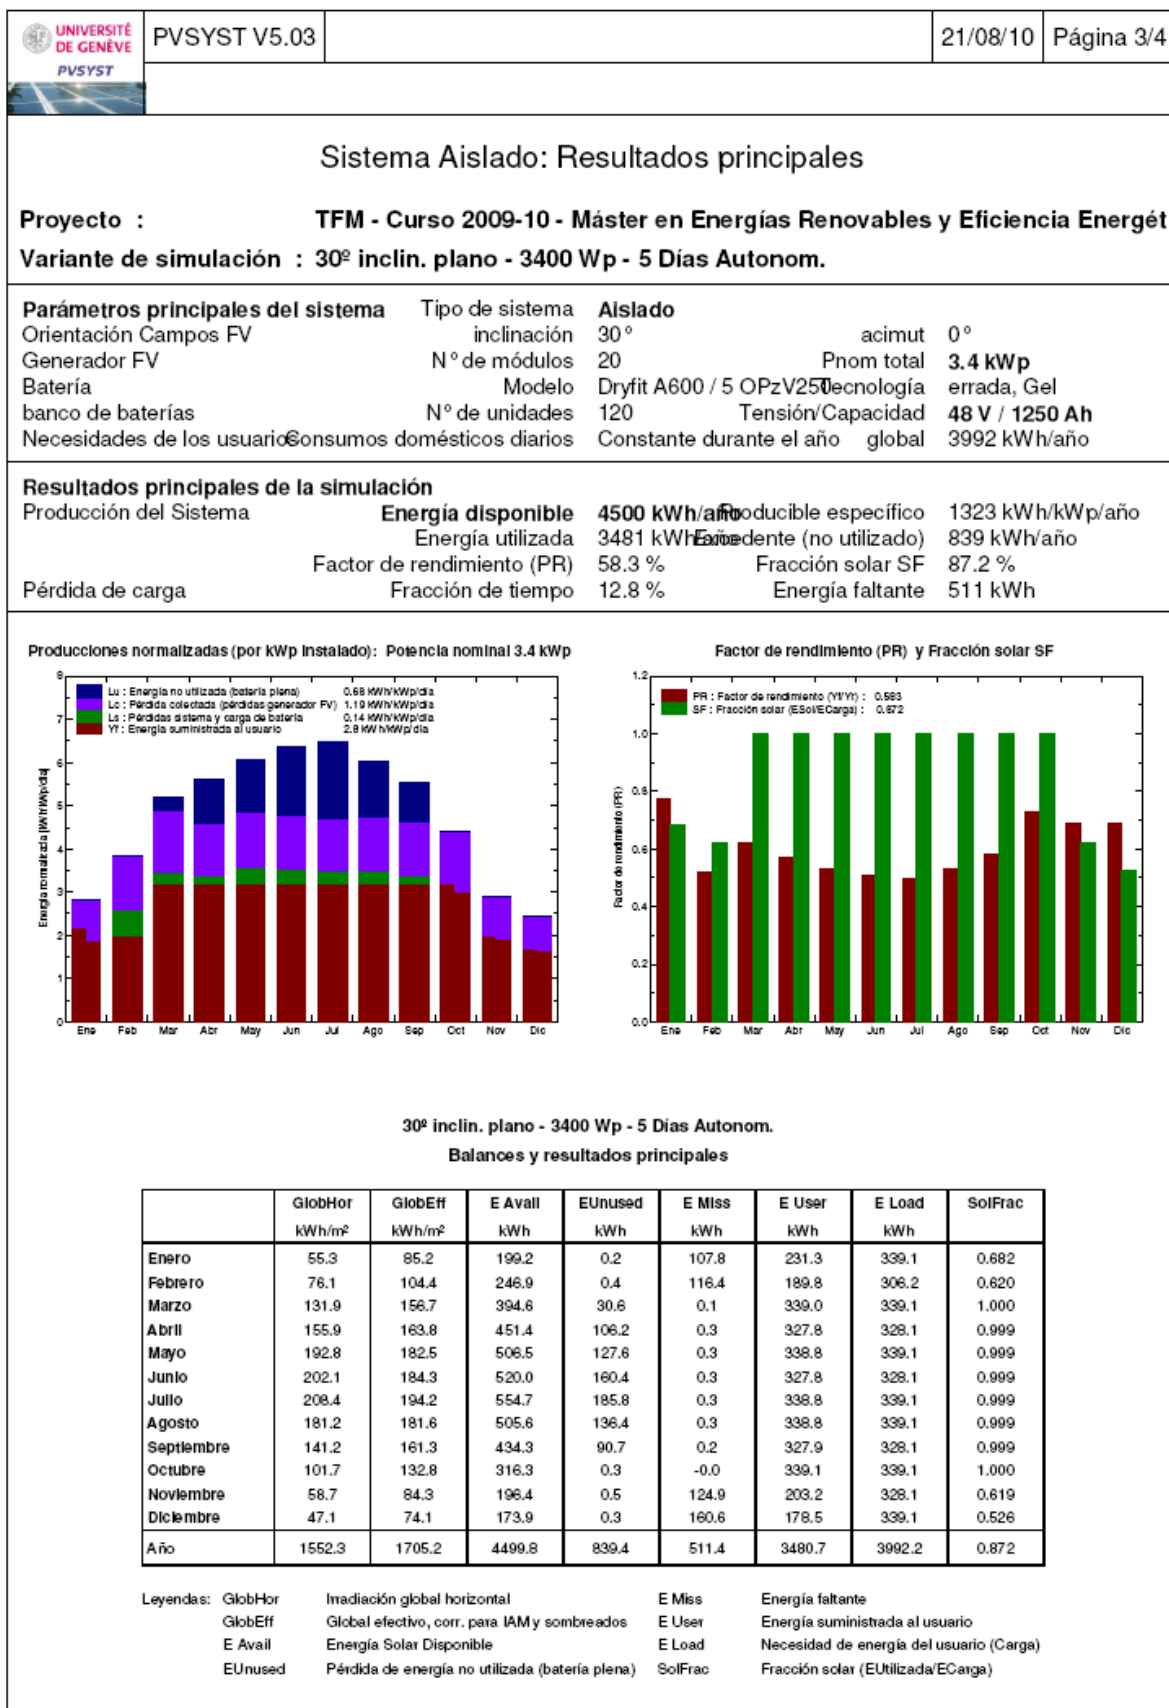 UNIVERSITÉ
DE GENÈVE
PVSYST
PVSYST V5.03
21/08/10
Página 3/4
Sistema Aislado: Resultados principales
Proyecto : TFM - Curso 2009-10 - Máster en Energías Renovables y Eficiencia Energét
Variante de simulación : 30º inclin. plano - 3400 Wp - 5 Días Autonom.
Parámetros principales del sistema Tipo de sistema Aislado
Orientación Campos FV inclinación 30° acimut 0°
Generador FV N° de módulos 20 Pnom total 3.4 kWp
Batería Modelo Dryfit A600 / 5 OPzV250 Tecnología errada, Gel
banco de baterías N° de unidades 120 Tensión/Capacidad 48 V / 1250 Ah
Necesidades de los usuarios Consumos domésticos diarios Constante durante el año global 3992 kWh/año
Resultados principales de la simulación
Producción del Sistema Energía disponible 4500 kWh/año Producible específico 1323 kWh/kWp/año
Energía utilizada 3481 kWh/año Excedente (no utilizado) 839 kWh/año
Factor de rendimiento (PR) 58.3 % Fracción solar SF 87.2 %
Pérdida de carga Fracción de tiempo 12.8 % Energía faltante 511 kWh
Producciones normalizadas (por kWp instalado): Potencia nominal 3.4 kWp
Lu : Energía no utilizada (batería plena) 0.68 kWh/kWp/día
Lc : Pérdida colectada (pérdidas generador FV) 1.19 kWh/kWp/día
Ls : Pérdidas sistema y carga de batería 0.14 kWh/kWp/día
Yf : Energía suministrada al usuario 2.8 kWh/kWp/día
Energía normalizada [kWh/kWp/día]
8
7
6
5
4
3
2
1
0
Ene Feb Mar Abr May Jun Jul Ago Sep Oct Nov Dic
Factor de rendimiento (PR) y Fracción solar SF
PR : Factor de rendimiento (Yf/Yr) : 0.583
SF : Fracción solar (ESol/ECarga) : 0.872
Factor de rendimiento (PR)
1.2
1.0
0.8
0.6
0.4
0.2
0.0
Ene Feb Mar Abr May Jun Jul Ago Sep Oct Nov Dic
30º inclin. plano - 3400 Wp - 5 Días Autonom.
Balances y resultados principales
GlobHor GlobEff E Avail EUnused E Miss E User E Load SolFrac
kWh/m² kWh/m² kWh kWh kWh kWh kWh
Enero 55.3 85.2 199.2 0.2 107.8 231.3 339.1 0.682
Febrero 76.1 104.4 246.9 0.4 116.4 189.8 306.2 0.620
Marzo 131.9 156.7 394.6 30.6 0.1 339.0 339.1 1.000
Abril 155.9 163.8 451.4 106.2 0.3 327.8 328.1 0.999
Mayo 192.8 182.5 506.5 127.6 0.3 338.8 339.1 0.999
Junio 202.1 184.3 520.0 160.4 0.3 327.8 328.1 0.999
Julio 208.4 194.2 554.7 185.8 0.3 338.8 339.1 0.999
Agosto 181.2 181.6 505.6 136.4 0.3 338.8 339.1 0.999
Septiembre 141.2 161.3 434.3 90.7 0.2 327.9 328.1 0.999
Octubre 101.7 132.8 316.3 0.3 -0.0 339.1 339.1 1.000
Noviembre 58.7 84.3 196.4 0.5 124.9 203.2 328.1 0.619
Diciembre 47.1 74.1 173.9 0.3 160.6 178.5 339.1 0.526
Año 1552.3 1705.2 4499.8 839.4 511.4 3480.7 3992.2 0.872
Leyendas: GlobHor Irradiación global horizontal E Miss Energía faltante
GlobEff Global efectivo, corr. para IAM y sombreados E User Energía suministrada al usuario
E Avail Energía Solar Disponible E Load Necesidad de energía del usuario (Carga)
EUnused Pérdida de energía no utilizada (batería plena) SolFrac Fracción solar (EUtilizada/ECarga)